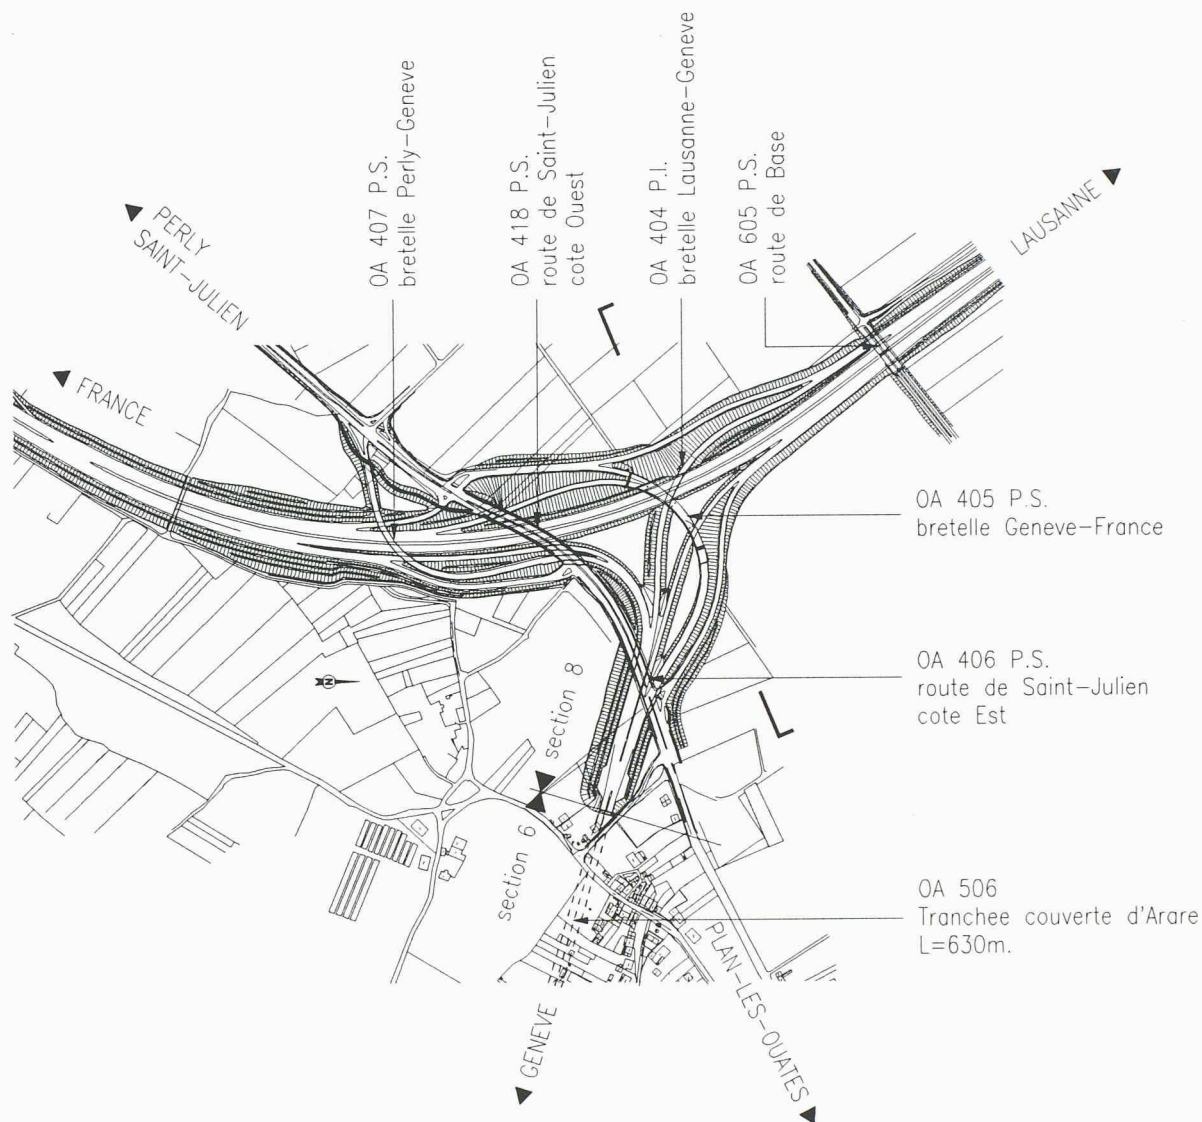 OA 407 P.S.
bretelle Perly-Geneve
OA 418 P.S.
route de Saint-Julien
cote Ouest
OA 404 P.I.
bretelle Lausanne-Geneve
OA 605 P.S.
route de Base
PERLY
SAINT-JULIEN
LAUSANNE
FRANCE
OA 405 P.S.
bretelle Geneve-France
OA 406 P.S.
route de Saint-Julien
cote Est
N
section 8
section 6
OA 506
Tranchee couverte d'Arare
L=630m.
GENEVE
PLAN-LES-OUATES